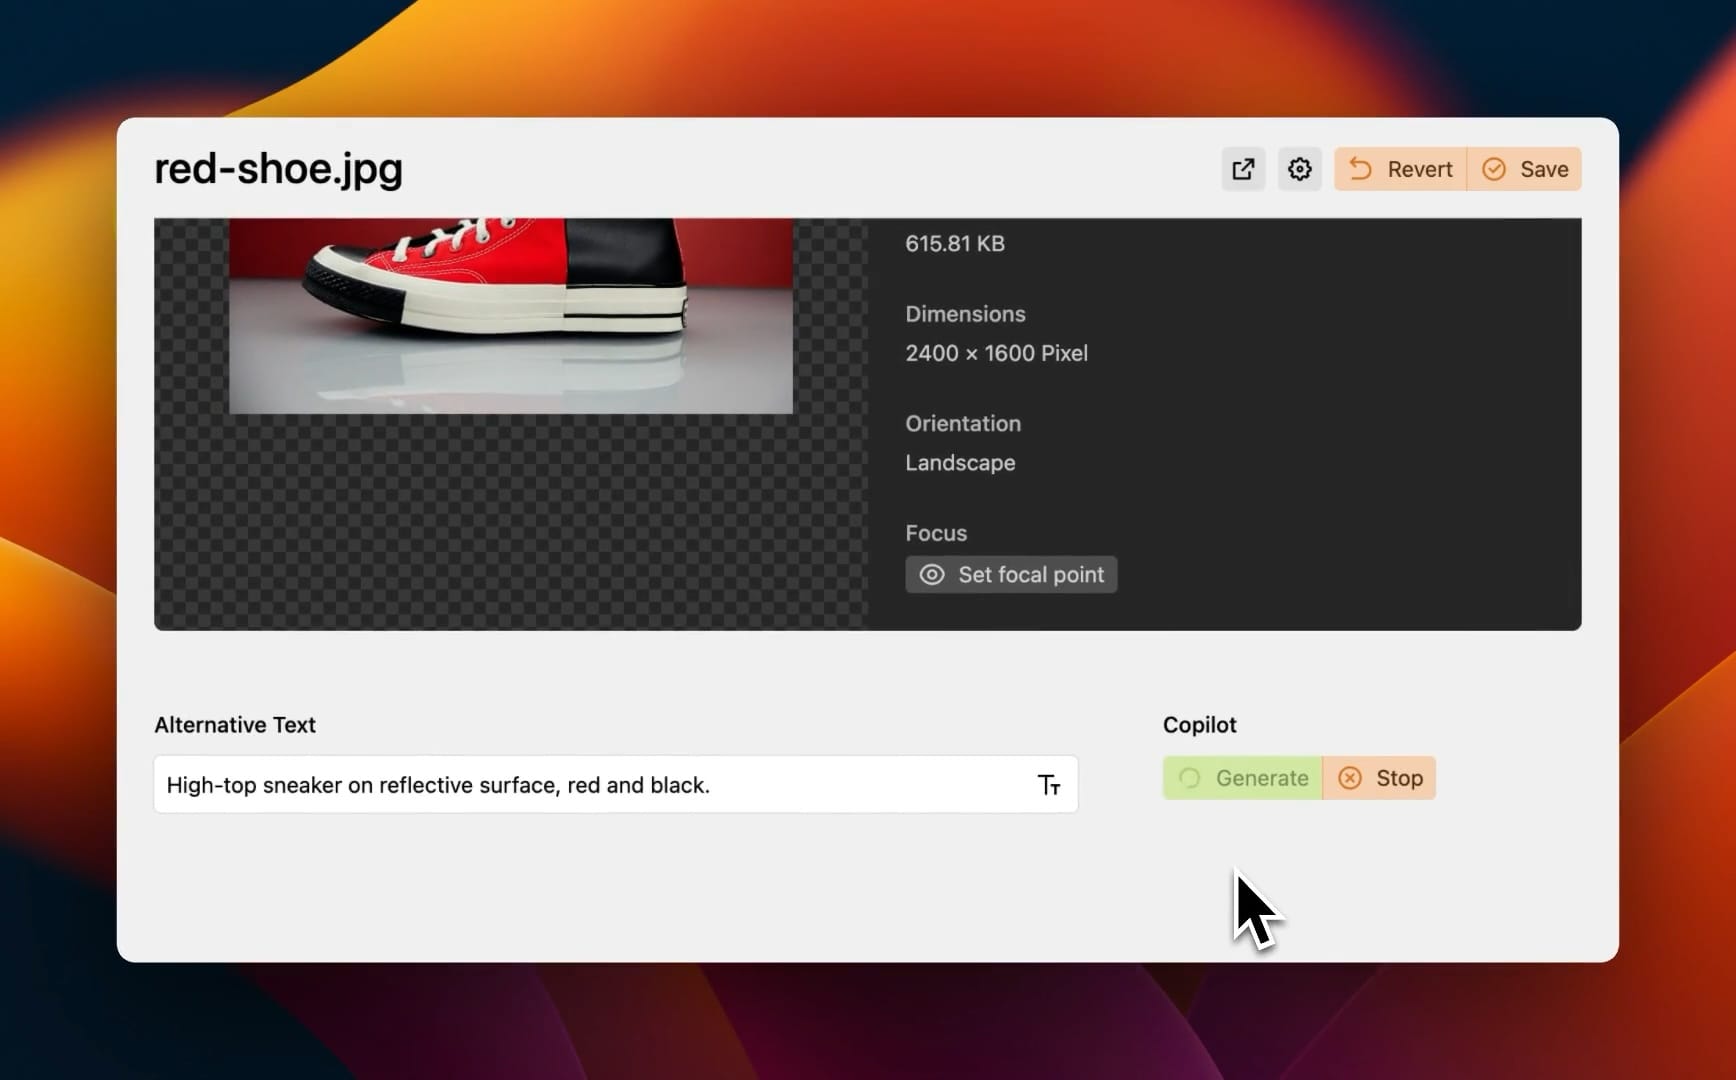 red-shoe.jpg
Revert
Save
615.81 KB
Dimensions
2400 × 1600 Pixel
Orientation
Landscape
Focus
Set focal point
Alternative Text
Copilot
High-top sneaker on reflective surface, red and black.
Tт
Generate
Stop